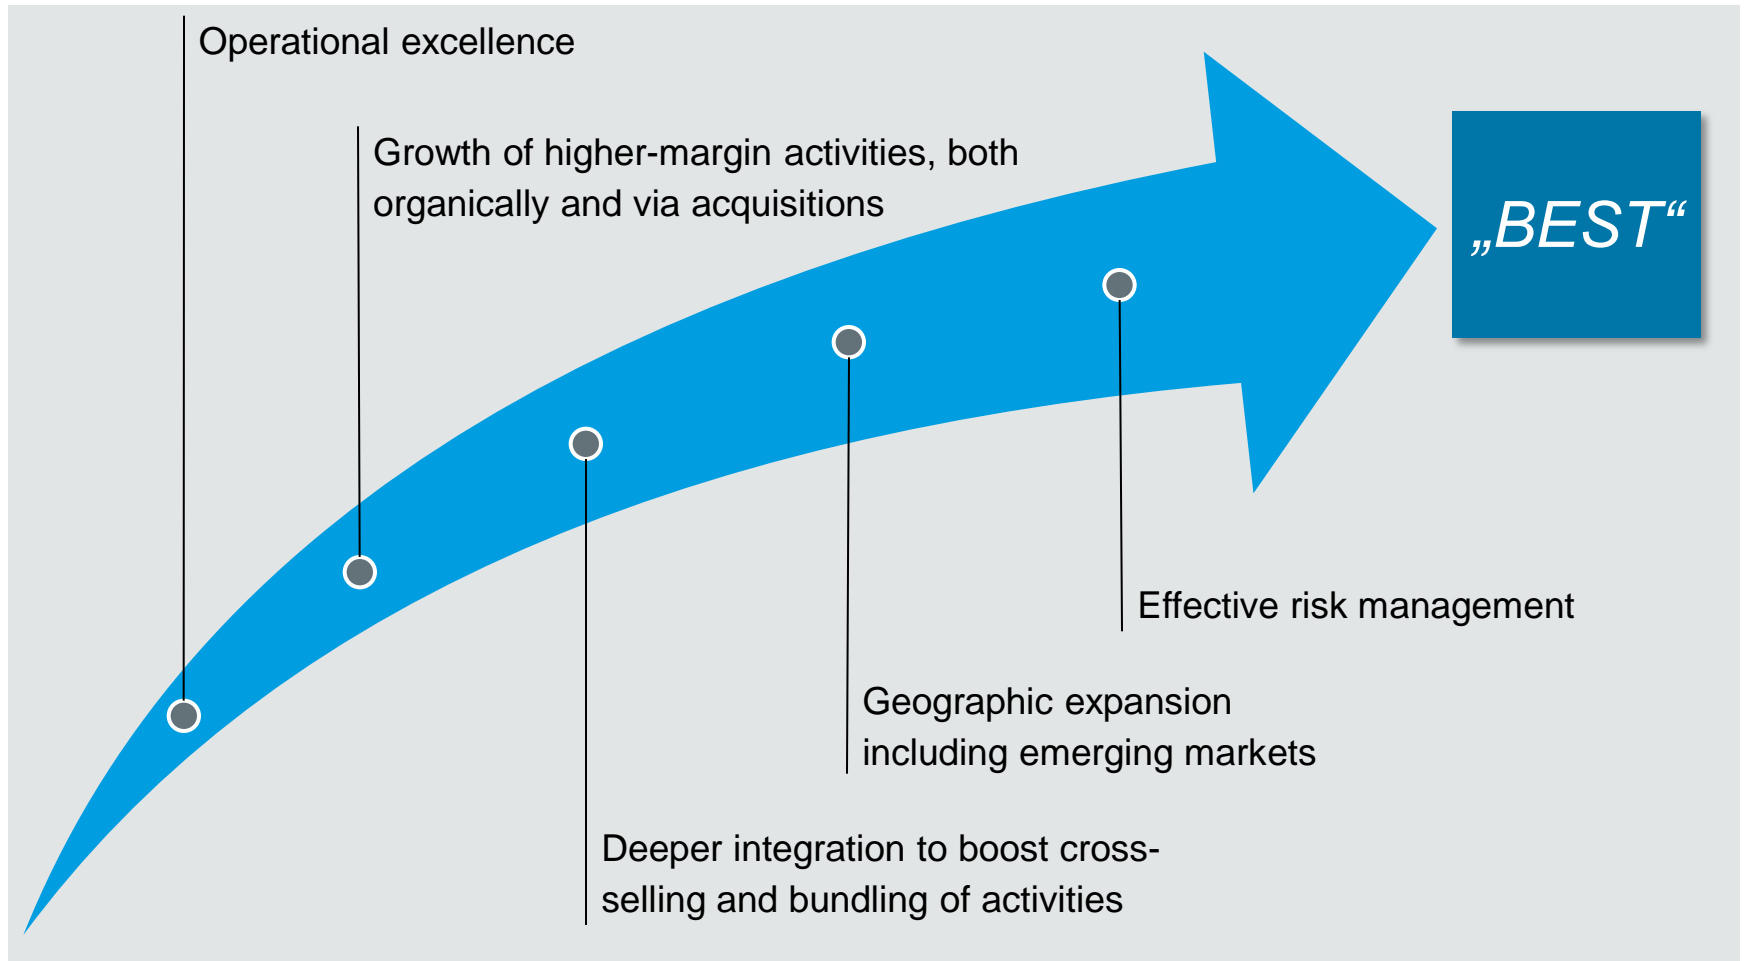 Operational excellence
Growth of higher-margin activities, both
organically and via acquisitions
„BEST“
Effective risk management
Geographic expansion
including emerging markets
Deeper integration to boost cross-
selling and bundling of activities